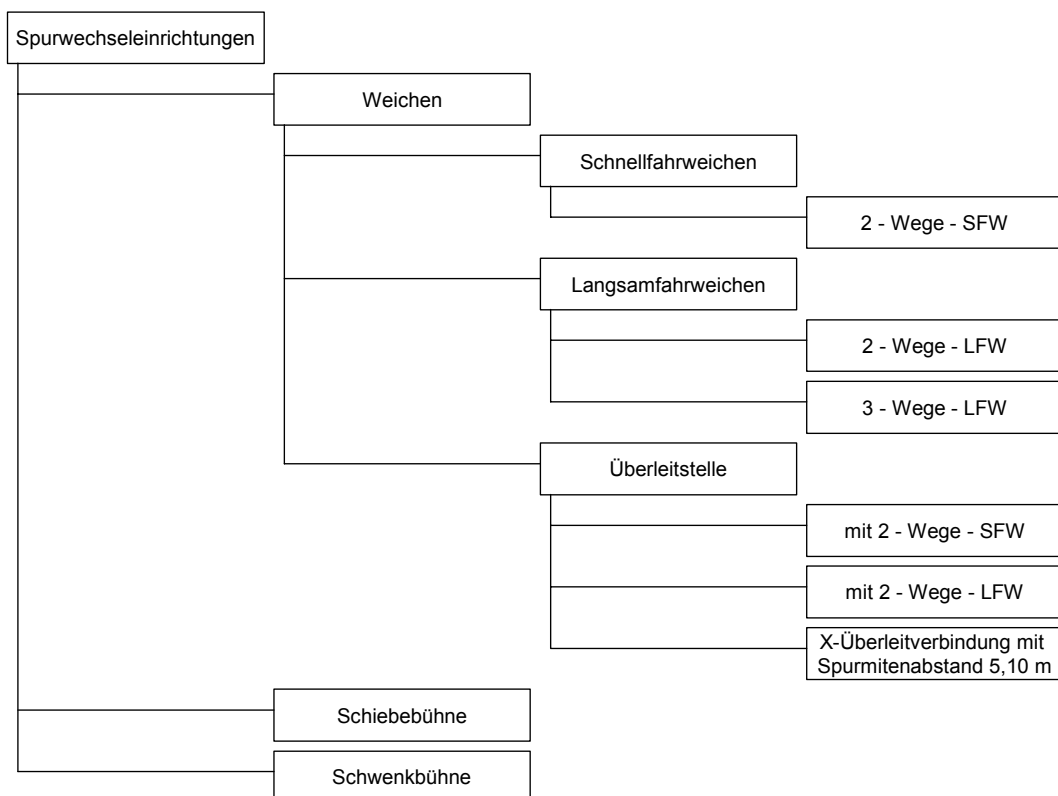 Spurwechseleinrichtungen
Weichen
Schnellfahrweichen
2 - Wege - SFW
Langsamfahrweichen
2 - Wege - LFW
3 - Wege - LFW
Überleitstelle
mit 2 - Wege - SFW
mit 2 - Wege - LFW
X-Überleitverbindung mit
Spurmitenabstand 5,10 m
Schiebebühne
Schwenkbühne